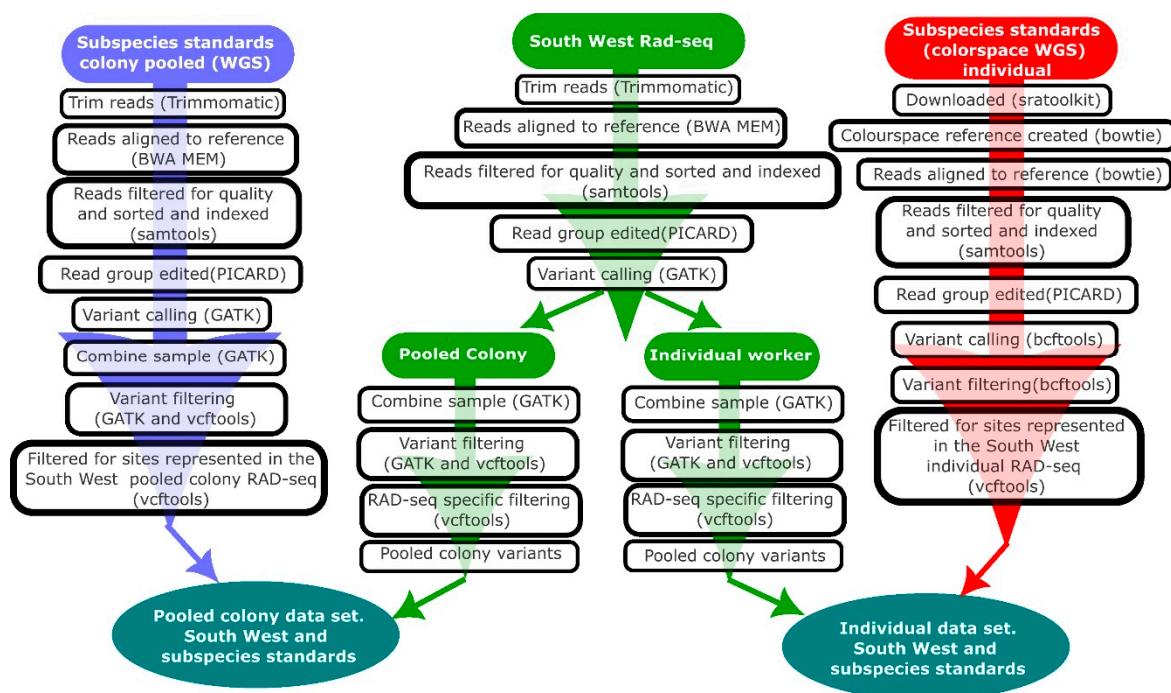 Subspecies standards
colony pooled (WGS)
Trim reads (Trimmomatic)
Reads aligned to reference
(BWA MEM)
Reads filtered for quality
and sorted and indexed
(samtools)
Read group edited(PICARD)
Variant calling (GATK)
Combine sample (GATK)
Variant filtering
(GATK and vcftools)
Filtered for sites represented in the
South West pooled colony RAD-seq
(vcftools)
South West Rad-seq
Trim reads (Trimmomatic)
Reads aligned to reference (BWA MEM)
Reads filtered for quality and sorted and indexed
(samtools)
Read group edited(PICARD)
Variant calling (GATK)
Pooled Colony
Combine sample (GATK)
Variant filtering
(GATK and vcftools)
RAD-seq specific filtering
(vcftools)
Pooled colony variants
Individual worker
Combine sample (GATK)
Variant filtering
(GATK and vcftools)
RAD-seq specific filtering
(vcftools)
Pooled colony variants
Subspecies standards
(colorspace WGS)
individual
Downloaded (sratoolkit)
Colourspace reference created (bowtie)
Reads aligned to reference (bowtie)
Reads filtered for quality
and sorted and indexed
(samtools)
Read group edited(PICARD)
Variant calling (bcftools)
Variant filtering(bcftools)
Filtered for sites represented
in the South West
individual RAD-seq
(vcftools)
Pooled colony data set.
South West and
subspecies standards
Individual data set.
South West and
subspecies standards